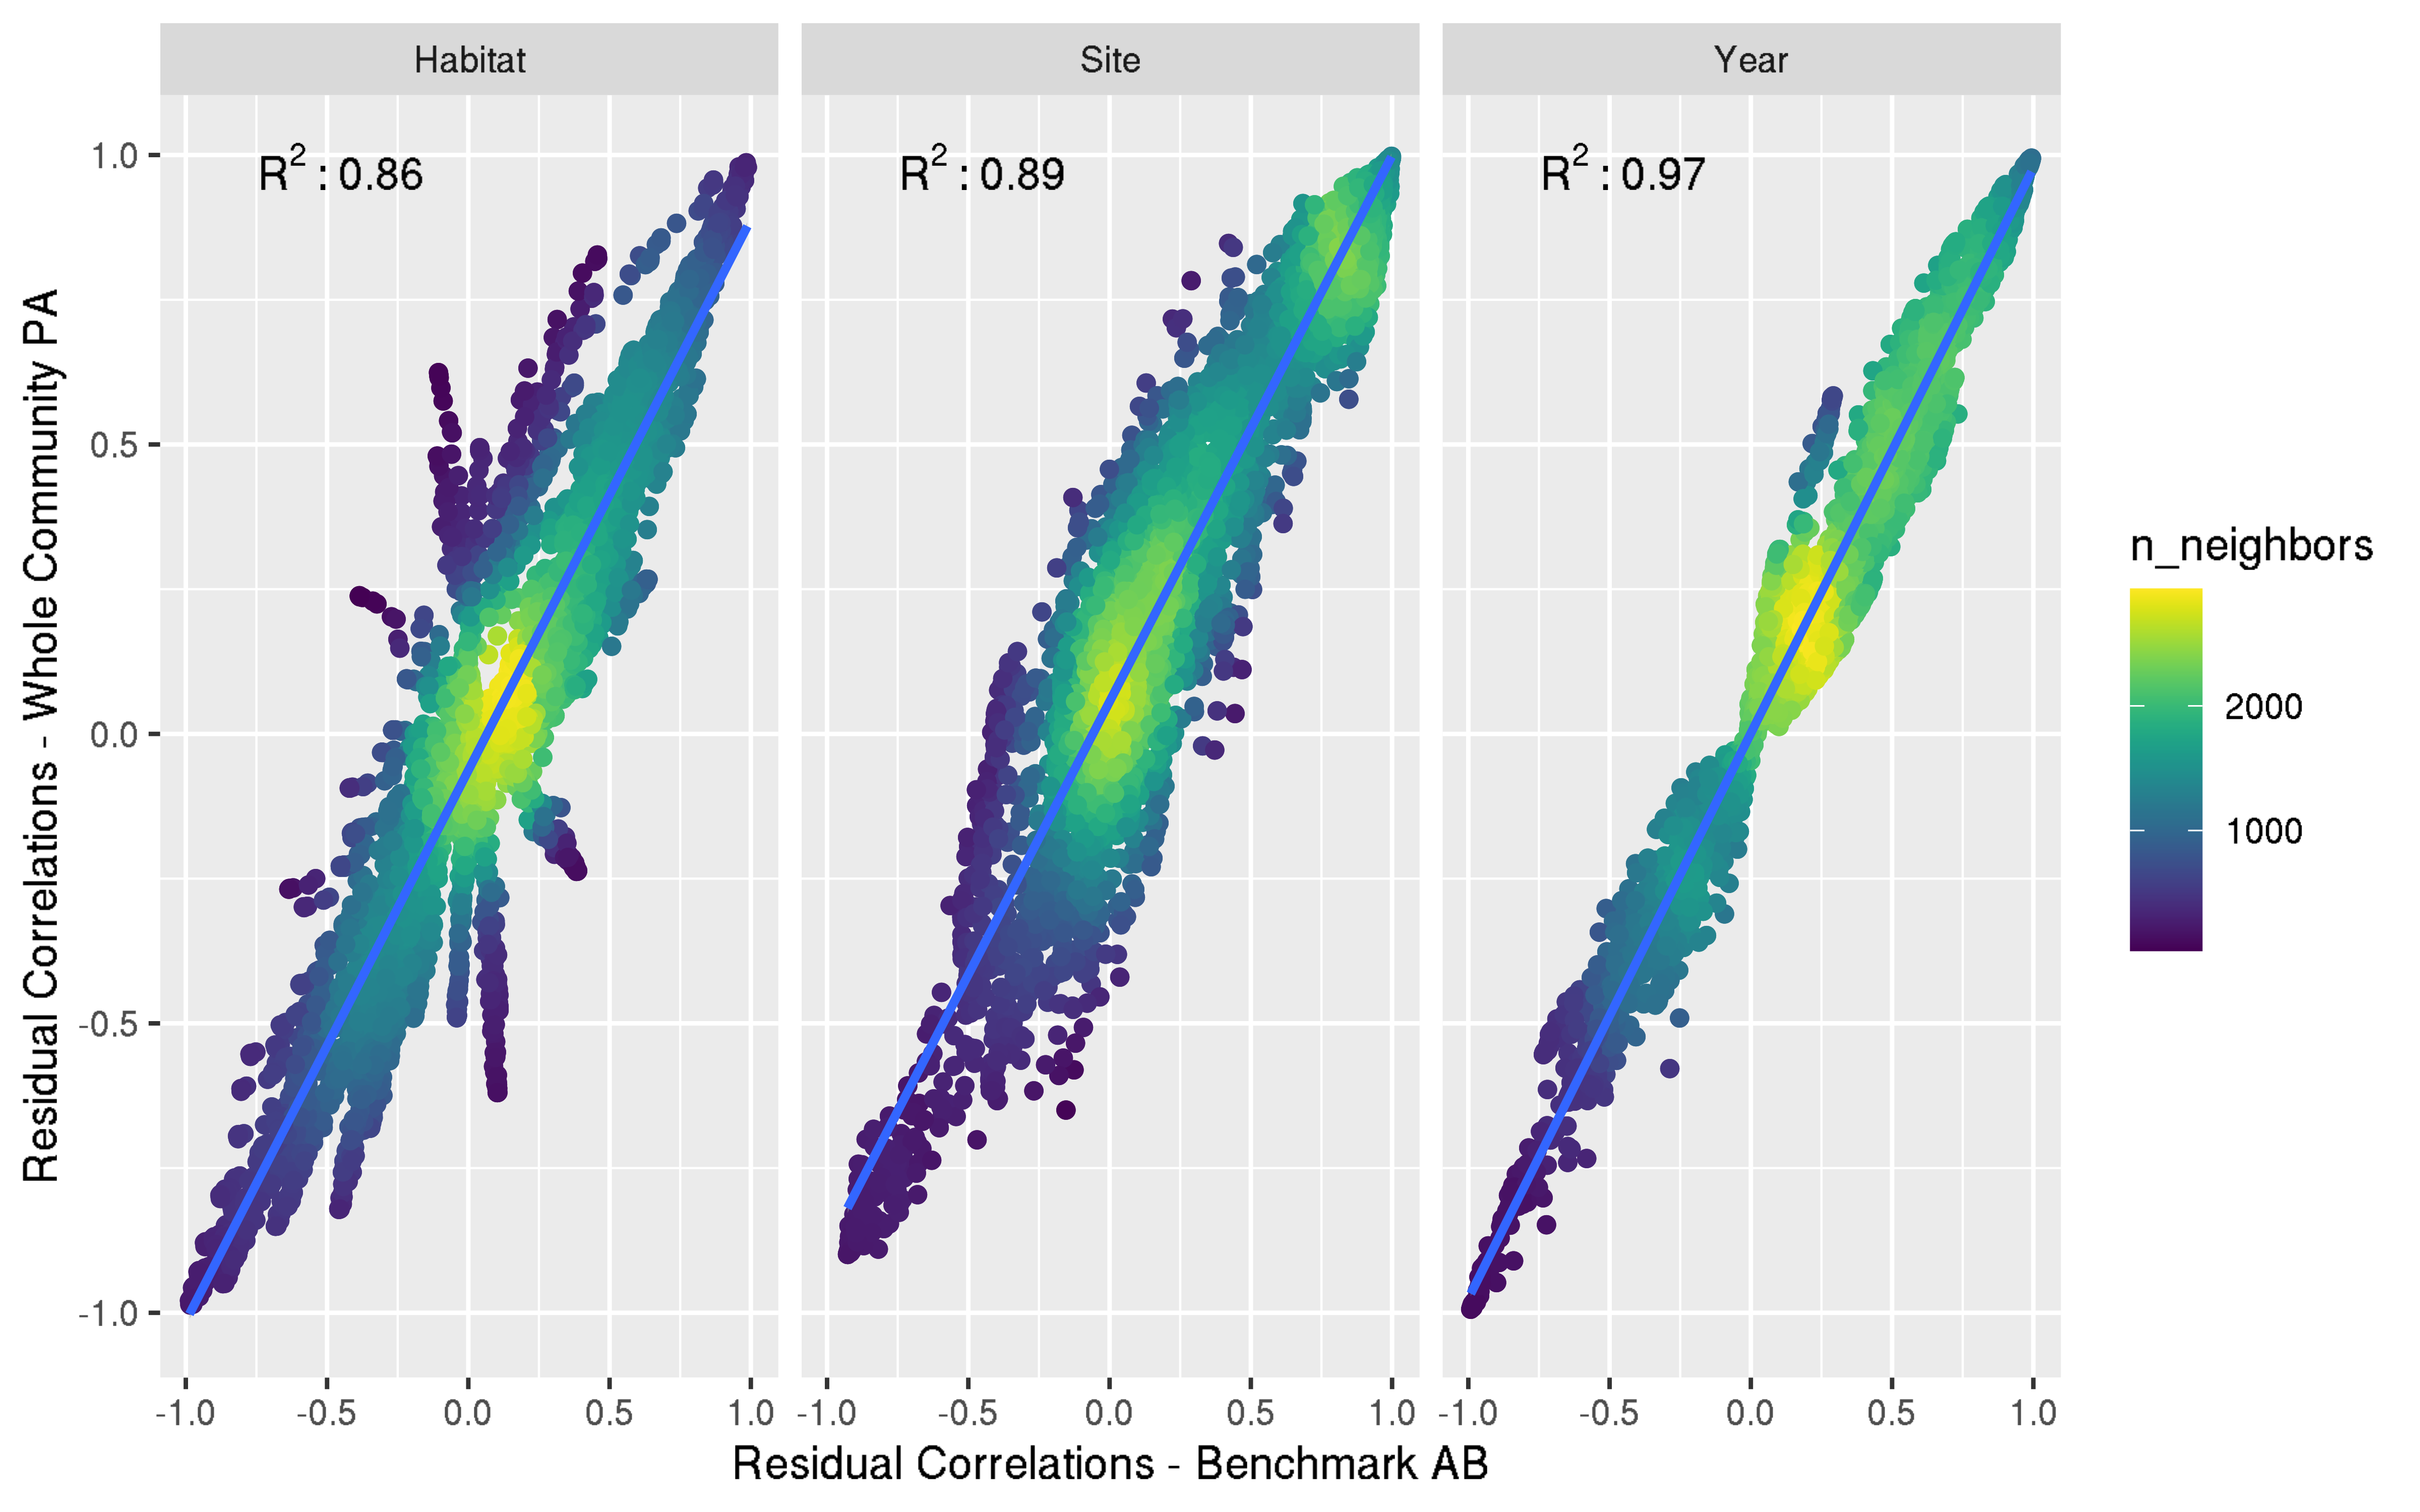 Habitat
Site
Year
R²:0.86
R²:0.89
R²:0.97
Residual Correlations - Whole Community PA
1.0
0.5
0.0
-0.5
-1.0
-1.0 -0.5 0.0 0.5 1.0
-1.0 -0.5 0.0 0.5 1.0
-1.0 -0.5 0.0 0.5 1.0
Residual Correlations - Benchmark AB
n_neighbors
2000
1000